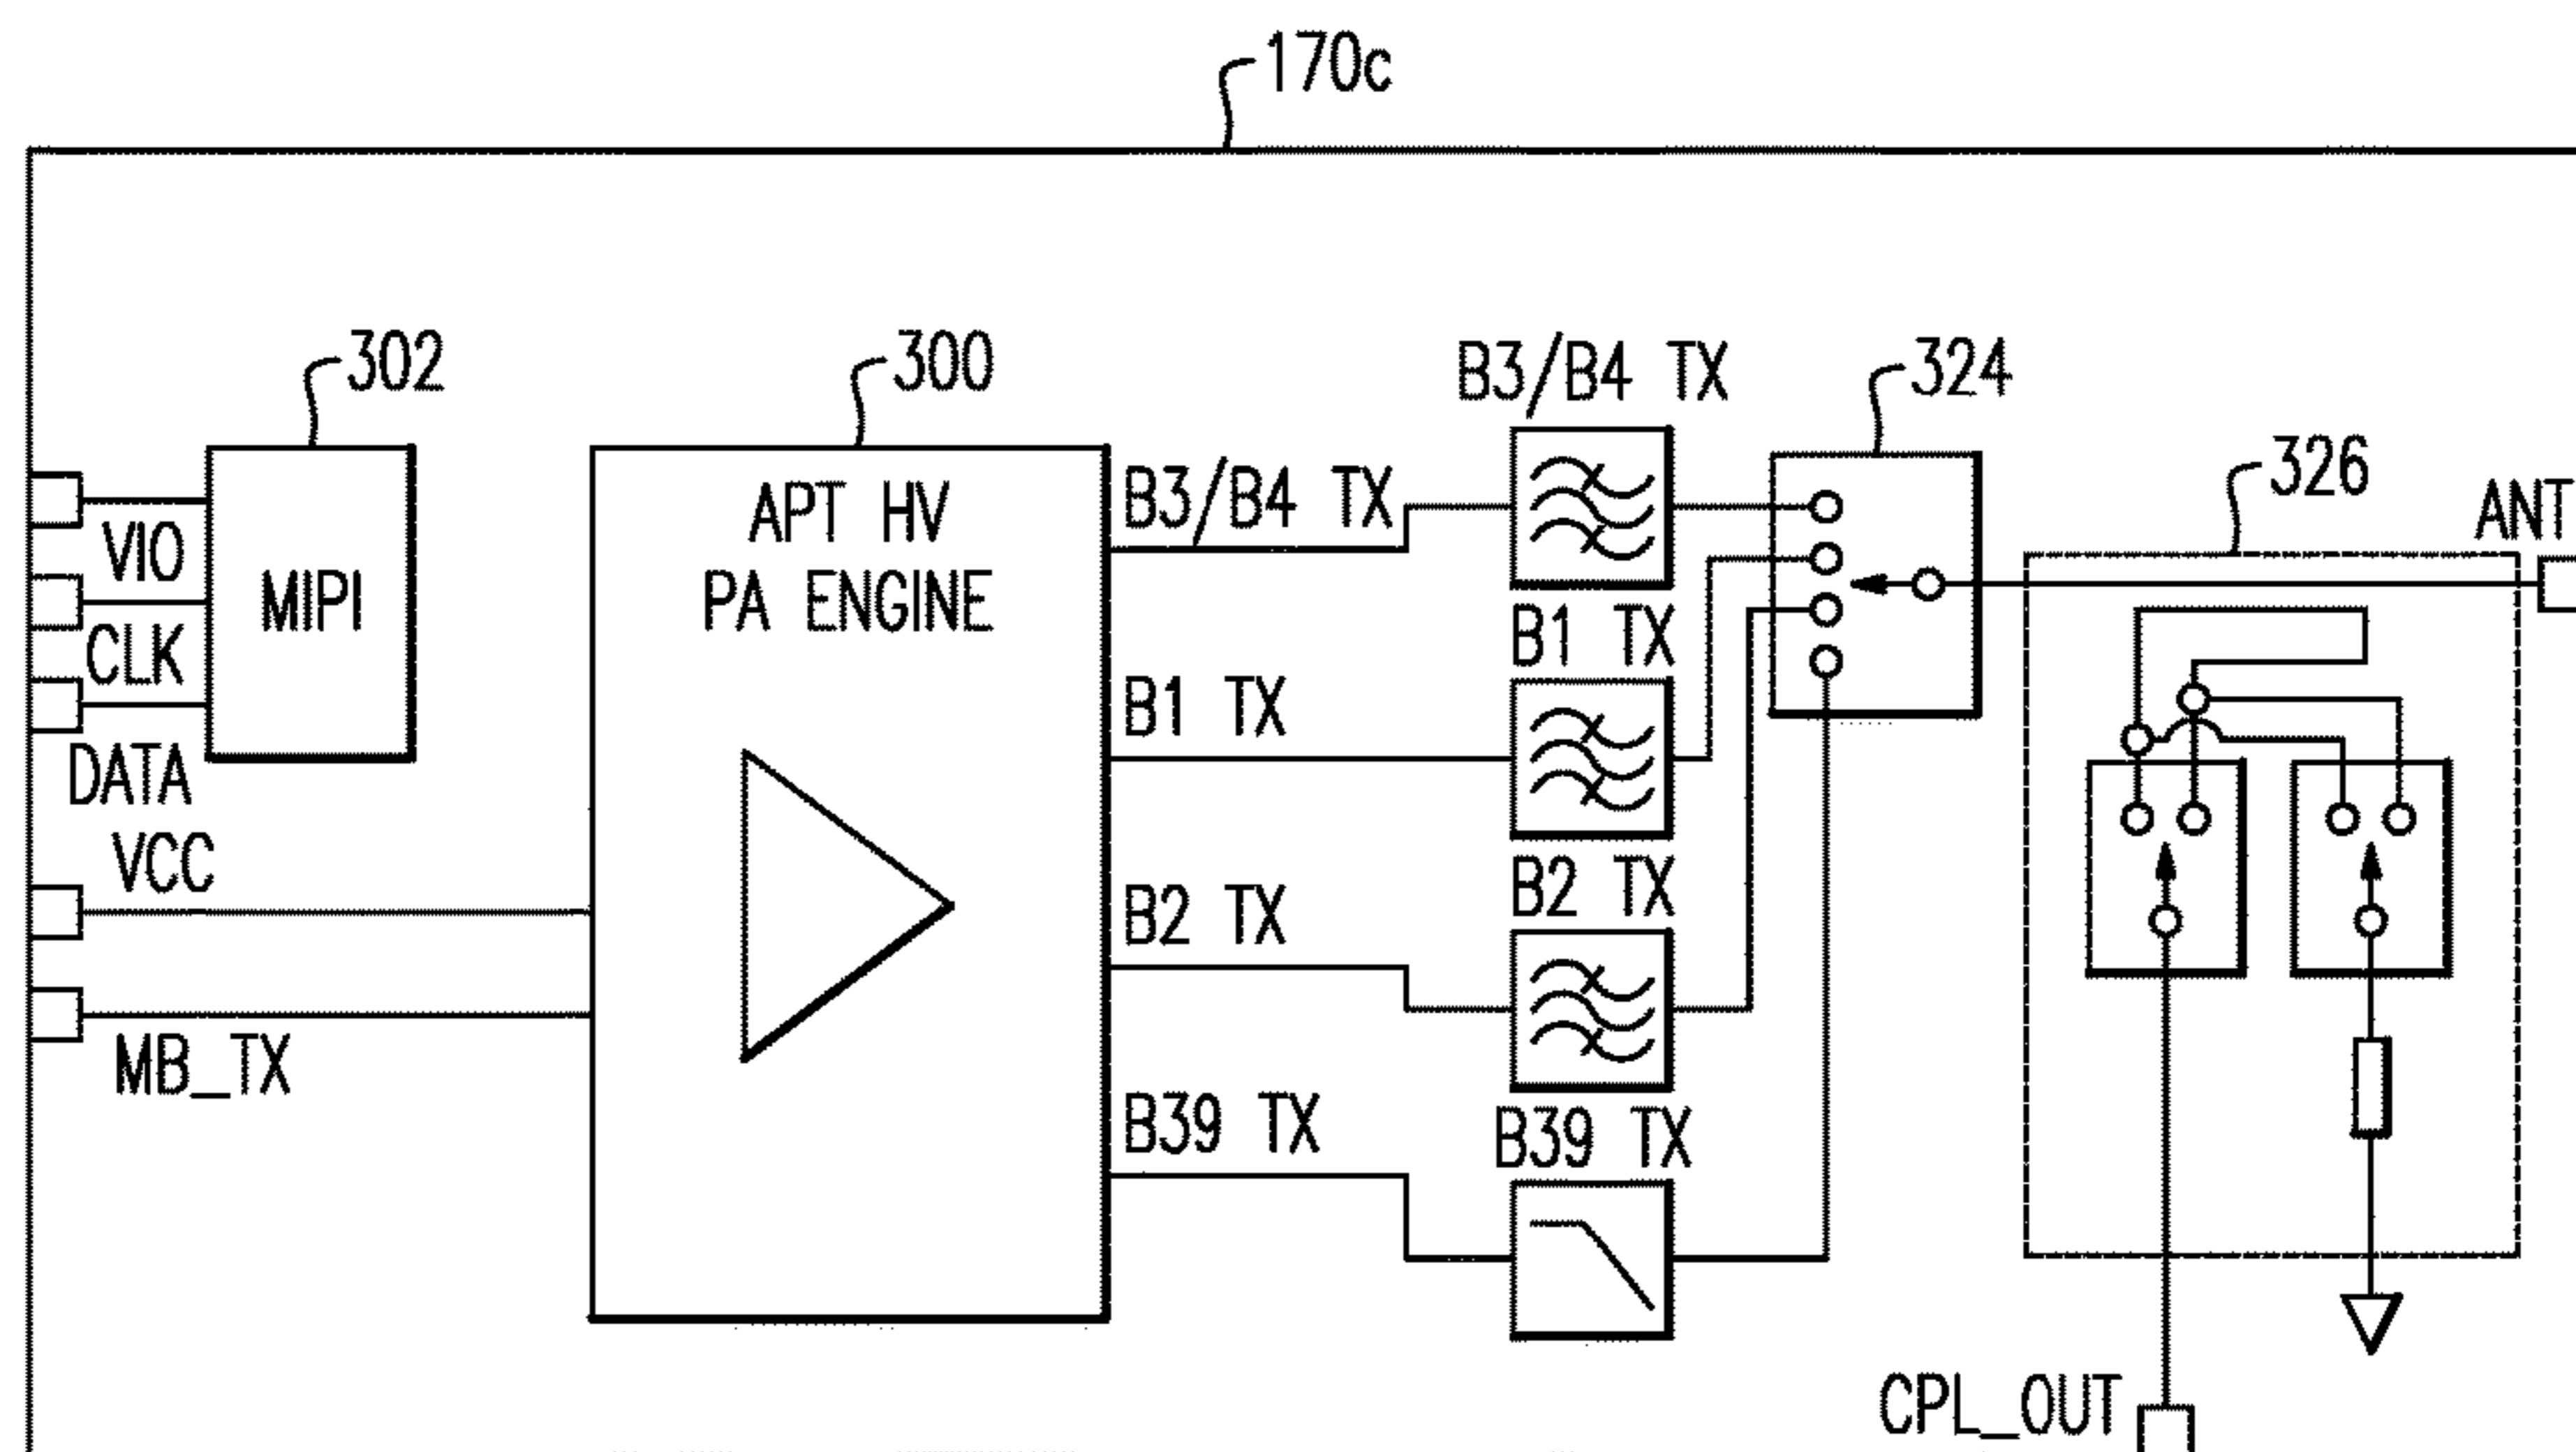 170c
302
300
324
326
ANT
VIO
CLK
DATA
MIPI
VCC
MB_TX
APT HV
PA ENGINE
B3/B4 TX
B1 TX
B2 TX
B39 TX
B3/B4 TX
B1 TX
B2 TX
B39 TX
CPL_OUT